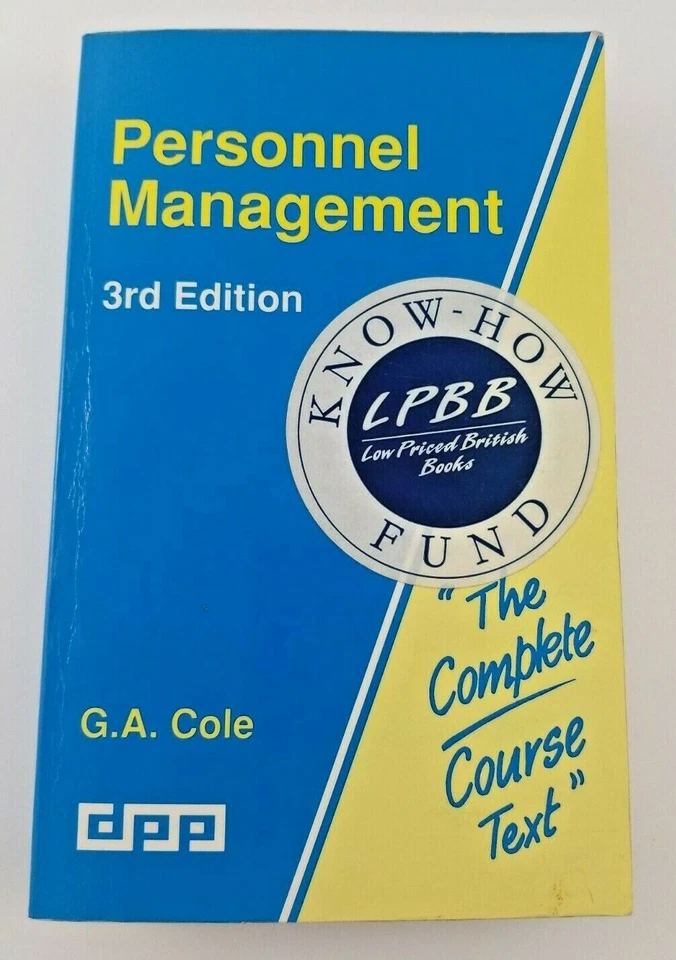 Personnel
Management
3rd Edition
KNOW-HOW
LPBB
Low Priced British
Books
FUND
"The
Complete
Course
Text"
G.A. Cole
dpp